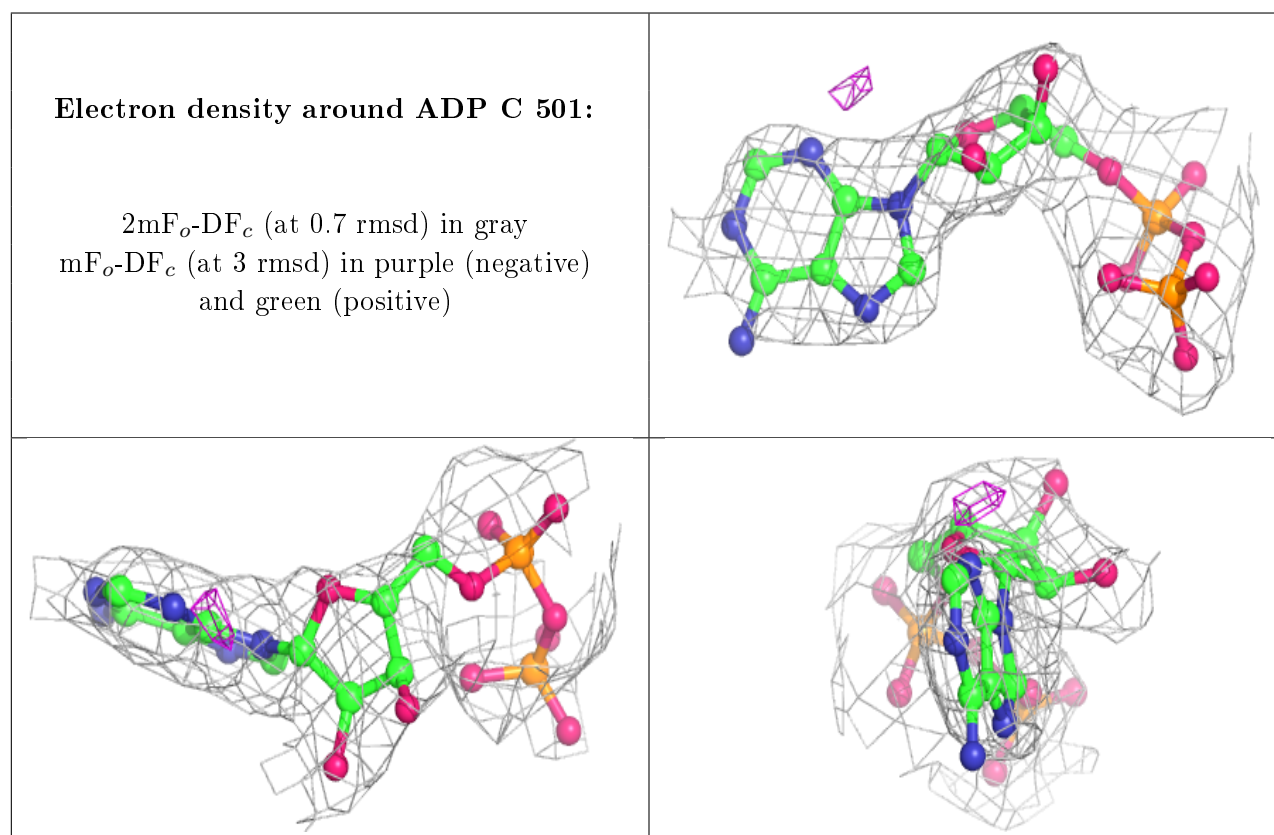 Electron density around ADP C 501:
2mFo-DFc (at 0.7 rmsd) in gray
mFo-DFc (at 3 rmsd) in purple (negative)
and green (positive)